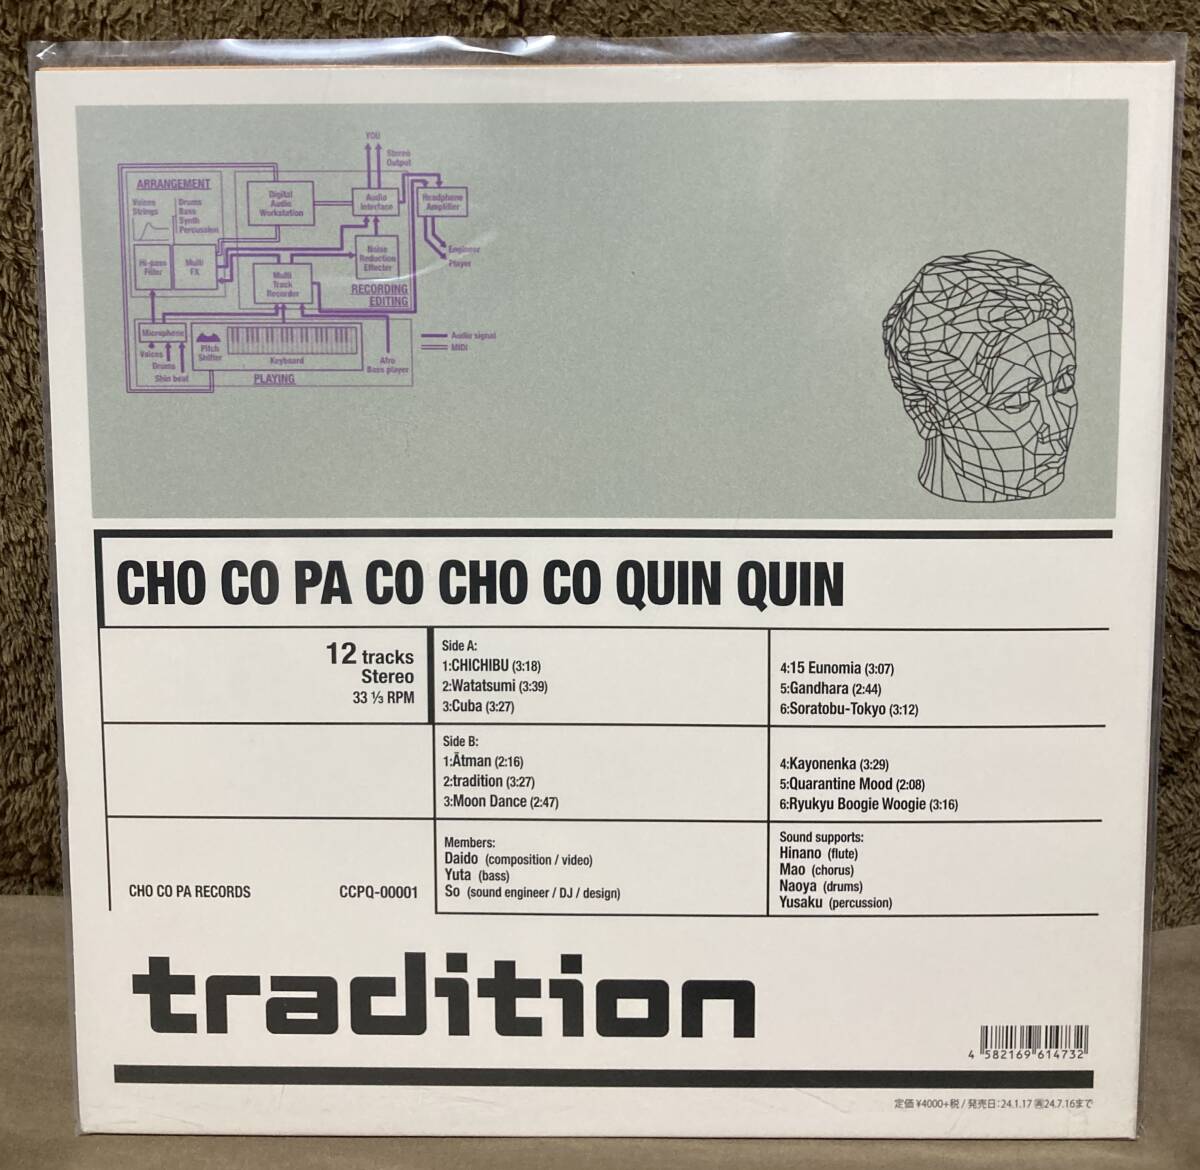 YOU
Stereo
Output
ARRANGEMENT
Voices
Strings
Drums
Bass
Synth
Percussion
Digital
Audio
Workstation
Audio
Interface
Headphone
Amplifier
Hi-pass
Filter
Multi
FX
Noise
Reduction
Effecter
Engineer
Player
Multi
Track
Recorder
RECORDING
EDITING
Microphone
Pitch
Shifter
Keyboard
Voices
Drums
Shin beat
Afro
Bass player
PLAYING
Audio signal
MIDI
CHO CO PA CO CHO CO QUIN QUIN
12 tracks
Stereo
33 ⅓ RPM
Side A:
1:CHICHIBU (3:18)
2:Watatsumi (3:39)
3:Cuba (3:27)
4:15 Eunomia (3:07)
5:Gandhara (2:44)
6:Soratobu-Tokyo (3:12)
Side B:
1:Ātman (2:16)
2:tradition (3:27)
3:Moon Dance (2:47)
4:Kayonenka (3:29)
5:Quarantine Mood (2:08)
6:Ryukyu Boogie Woogie (3:16)
CHO CO PA RECORDS CCPQ-00001
Members:
Daido (composition / video)
Yuta (bass)
So (sound engineer / DJ / design)
Sound supports:
Hinano (flute)
Mao (chorus)
Naoya (drums)
Yusaku (percussion)
tradition
4 582169 614732
定価 ¥4000+税 / 発売日:24.1.17 ㊋24.7.16まで